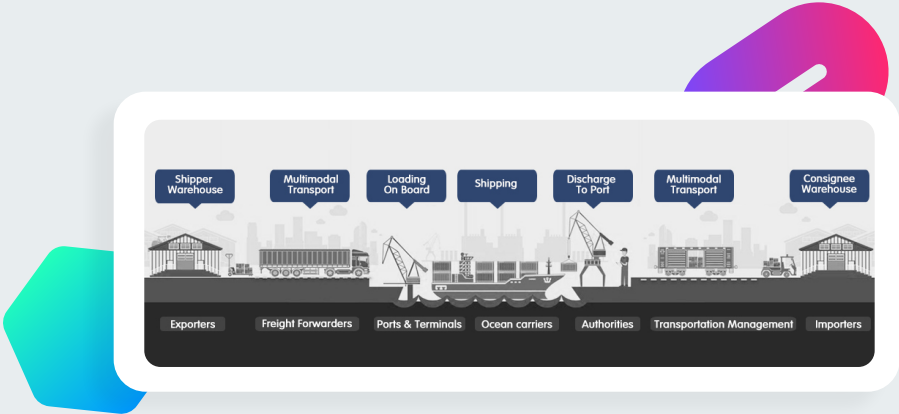 Shipper
Warehouse
Multimodal
Transport
Loading
On Board
Shipping
Discharge
To Port
Multimodal
Transport
Consignee
Warehouse
Exporters
Freight Forwarders
Ports & Terminals
Ocean carriers
Authorities
Transportation Management
Importers